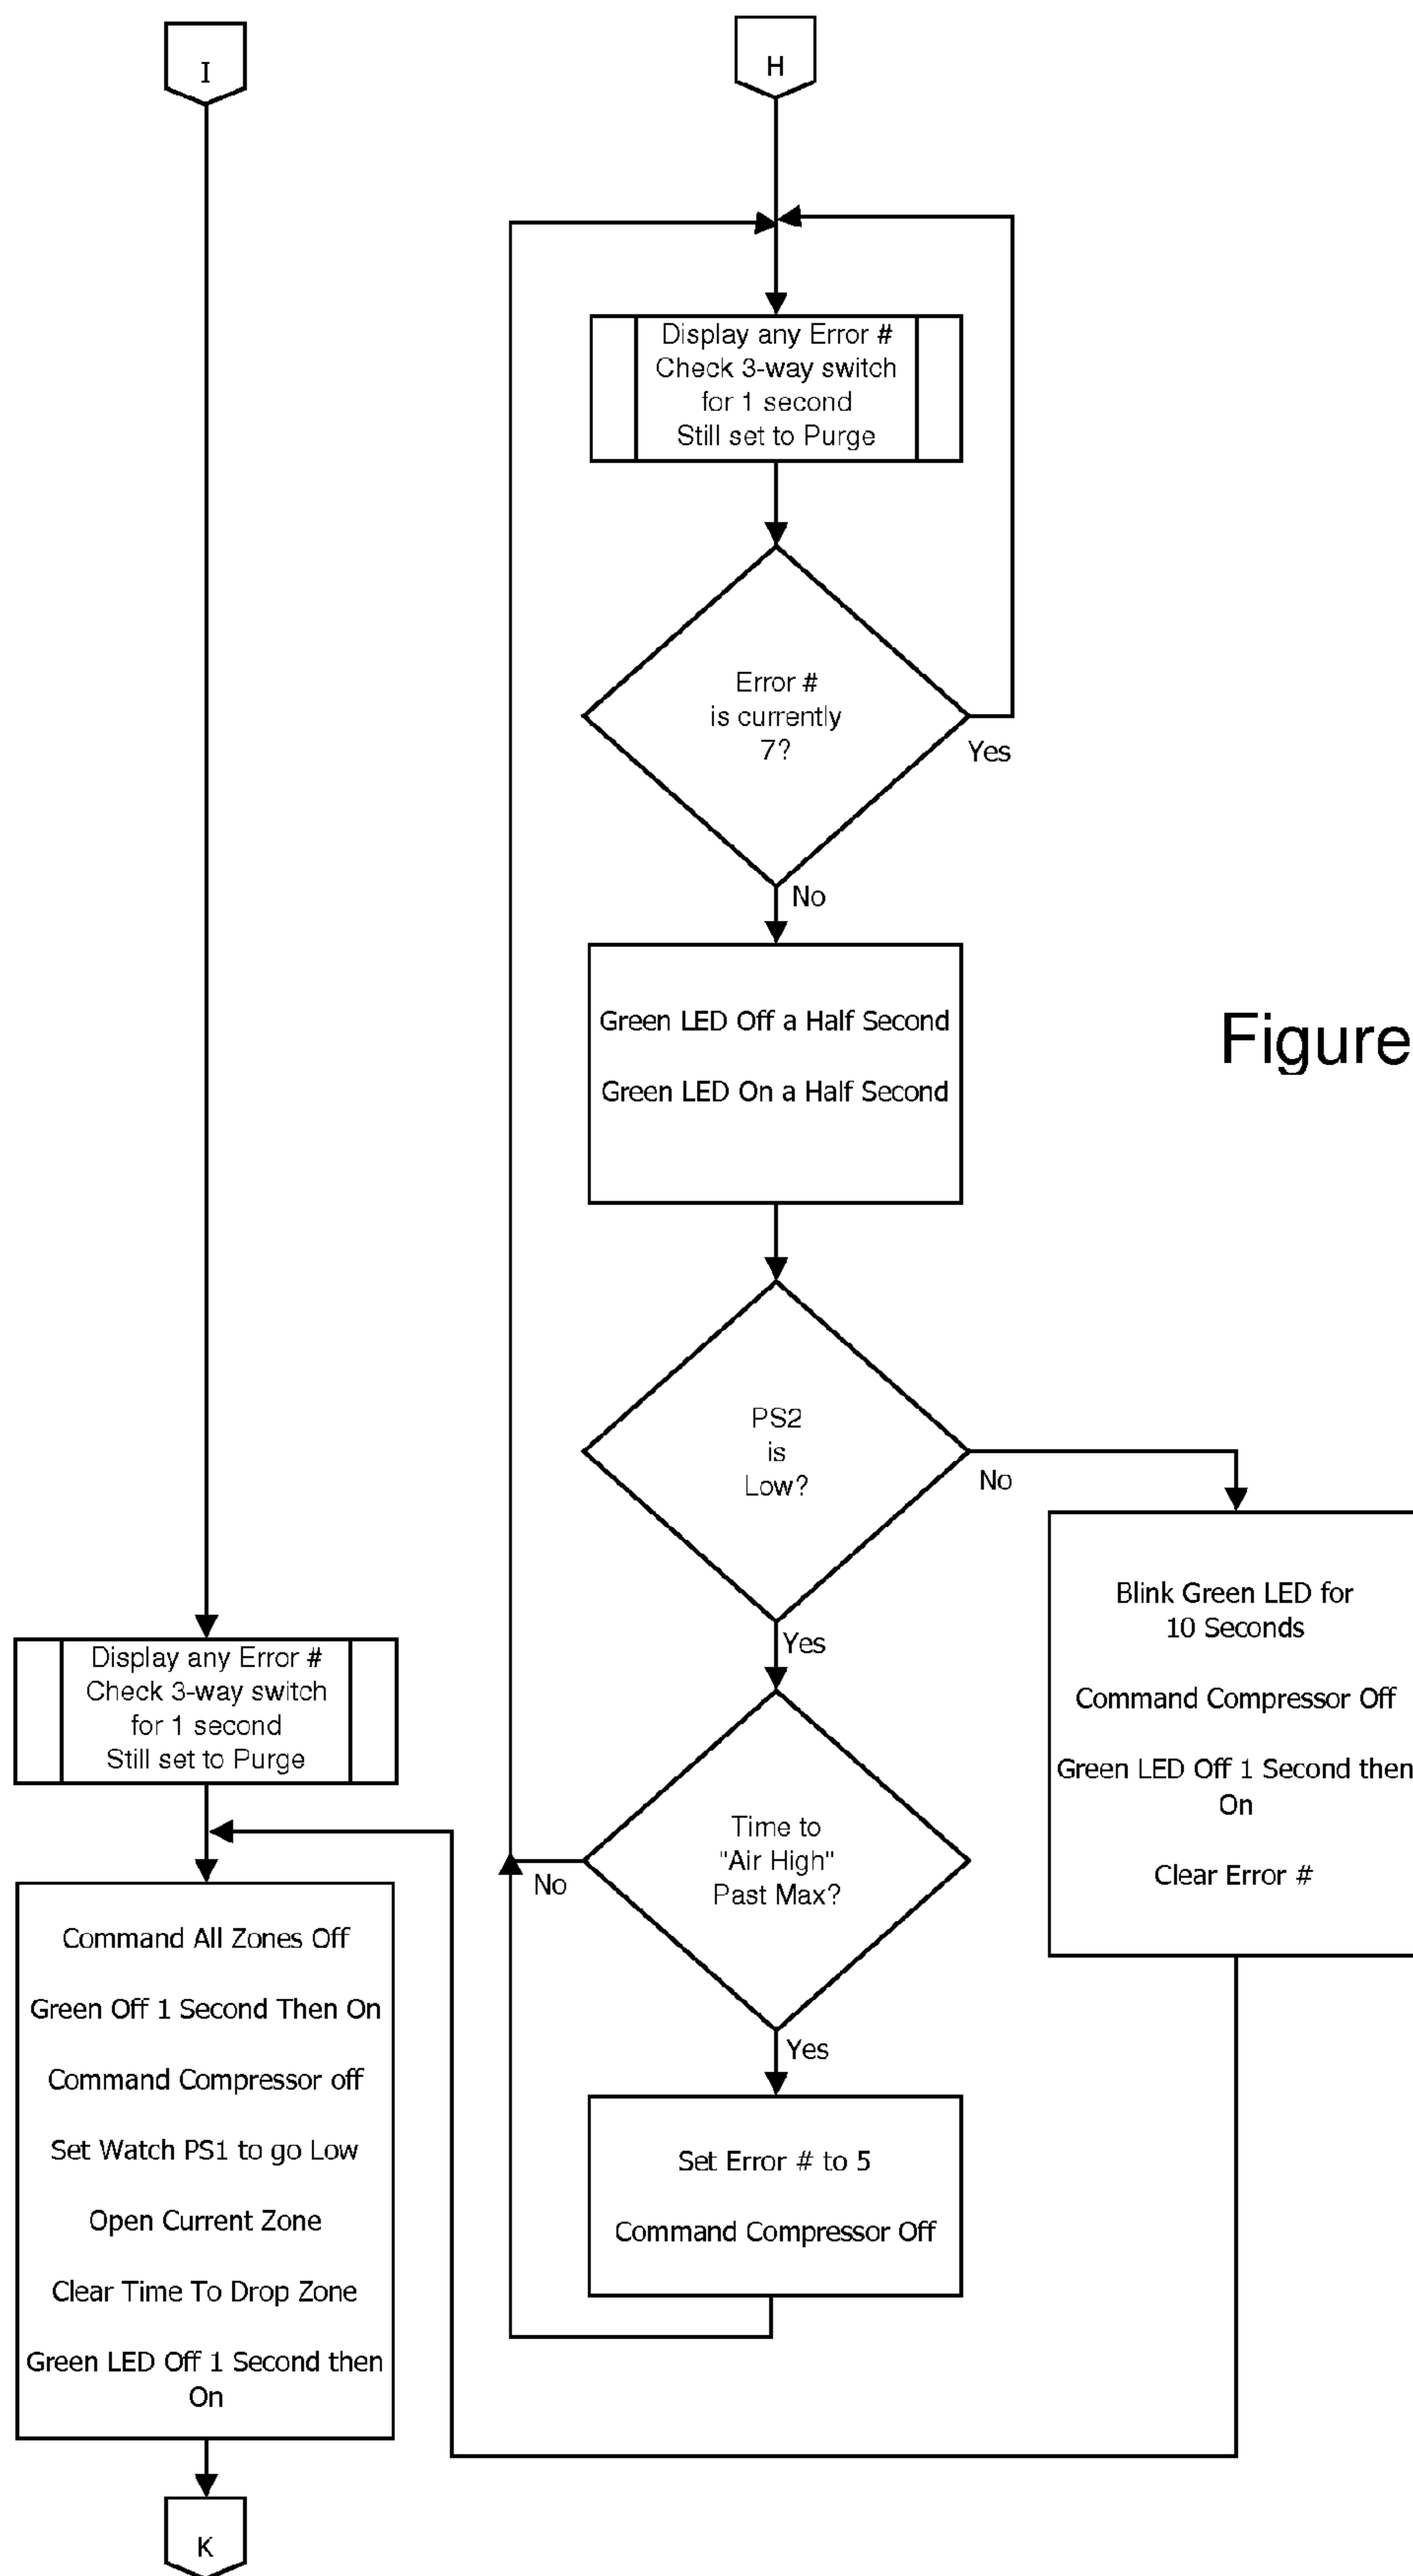 I
H
Display any Error #
Check 3-way switch
for 1 second
Still set to Purge
Error #
is currently
7?
Yes
No
Green LED Off a Half Second
Green LED On a Half Second
Figure
PS2
is
Low?
No
Yes
Blink Green LED for
10 Seconds
Command Compressor Off
Green LED Off 1 Second then
On
Clear Error #
Time to
"Air High"
Past Max?
No
Yes
Set Error # to 5
Command Compressor Off
Display any Error #
Check 3-way switch
for 1 second
Still set to Purge
Command All Zones Off
Green Off 1 Second Then On
Command Compressor off
Set Watch PS1 to go Low
Open Current Zone
Clear Time To Drop Zone
Green LED Off 1 Second then
On
K